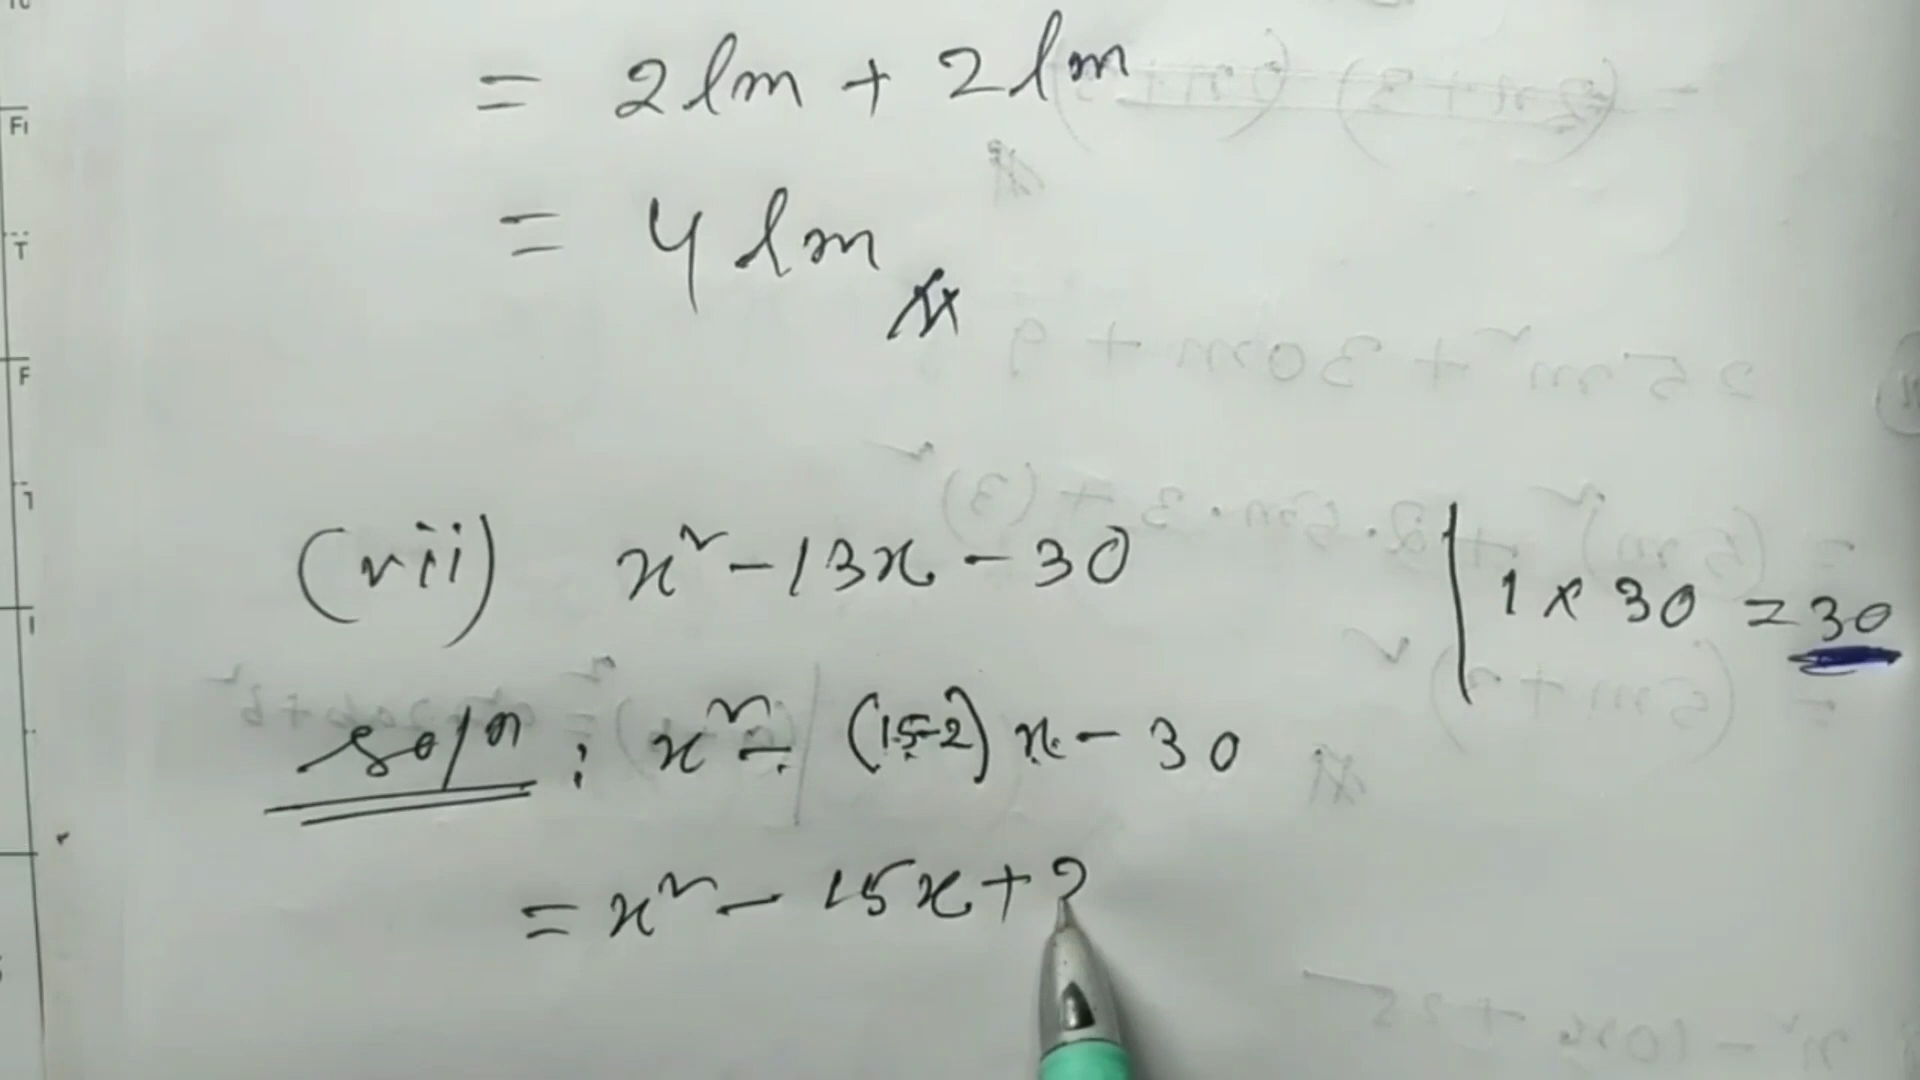 = 2lm + 2lm
= 4lm
(vii) x² - 13x - 30
1 × 30 = 30
soln : x² - (15-2) x - 30
= x² - 15x + 2